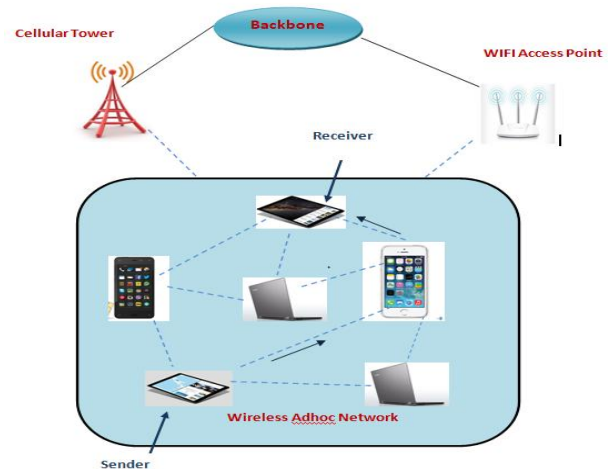 Backbone
Cellular Tower
WIFI Access Point
Receiver
Wireless Adhoc Network
Sender